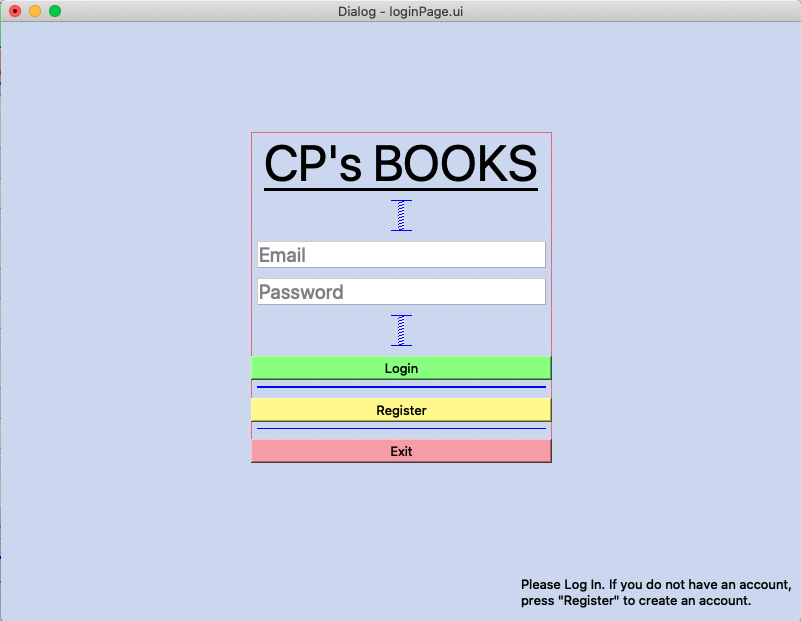 Dialog - loginPage.ui
CP's BOOKS
Email
Password
Login
Register
Exit
Please Log In. If you do not have an account,
press "Register" to create an account.